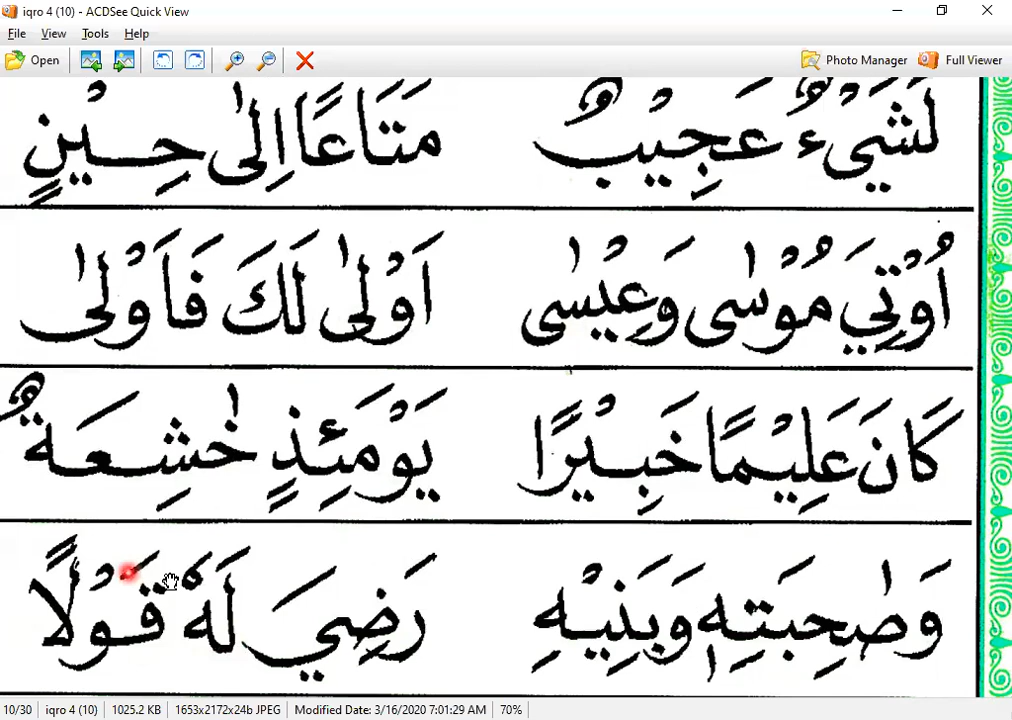 iqro 4 (10) - ACDSee Quick View
File View Tools Help
Open Photo Manager Full Viewer
لَشَيْءٌ عَجِيْبٌ مَتَاعًا اِلٰى حِيْنٍ
اُوْتِيَ مُوْسٰى وَعِيْسٰى اَوْلٰى لَكَ فَاَوْلٰى
كَانَ عَلِيْمًا خَبِيْرًا يَوْمَئِذٍ خٰشِعَةٌ
وَصٰحِبَتِهٖ وَبَنِيْهِ رَضِيَ لَهٗ قَوْلًا
10/30 iqro 4 (10) 1025.2 KB 1653x2172x24b JPEG Modified Date: 3/16/2020 7:01:29 AM 70%